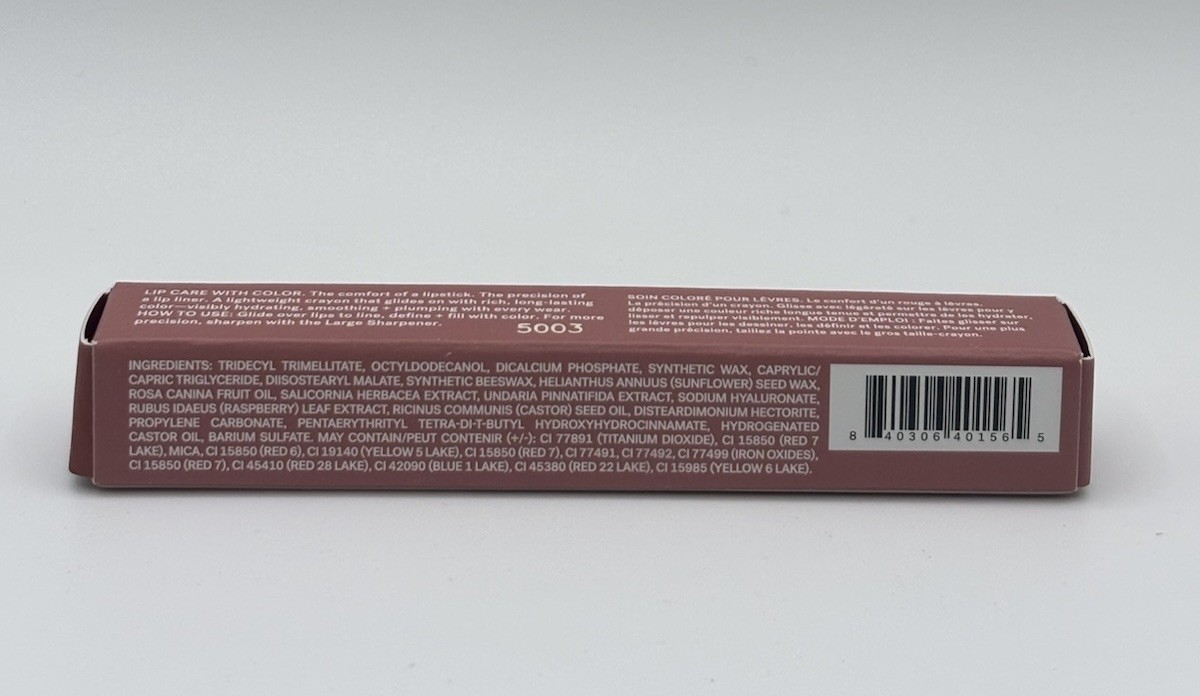 LIP CARE WITH COLOR. The comfort of a lipstick. The precision of
a lip liner. A lightweight crayon that glides on with rich, long-lasting
color—visibly hydrating, smoothing + plumping with every wear.
HOW TO USE: Glide over lips to line, define + fill with color. For more
precision, sharpen with the Large Sharpener.
5003
SOIN COLORÉ POUR LÈVRES. Le confort d'un rouge à lèvres.
La précision d'un crayon. Glisse avec légèreté sur les lèvres pour y
déposer une couleur riche longue tenue et permettre de les hydrater,
lisser et repulper visiblement. MODE D'EMPLOI : Faire glisser sur
les lèvres pour les dessiner, les définir et les colorer. Pour une plus
grande précision, taillez la pointe avec le gros taille-crayon.
INGREDIENTS: TRIDECYL TRIMELLITATE, OCTYLDODECANOL, DICALCIUM PHOSPHATE, SYNTHETIC WAX, CAPRYLIC/
CAPRIC TRIGLYCERIDE, DIISOSTEARYL MALATE, SYNTHETIC BEESWAX, HELIANTHUS ANNUUS (SUNFLOWER) SEED WAX,
ROSA CANINA FRUIT OIL, SALICORNIA HERBACEA EXTRACT, UNDARIA PINNATIFIDA EXTRACT, SODIUM HYALURONATE,
RUBUS IDAEUS (RASPBERRY) LEAF EXTRACT, RICINUS COMMUNIS (CASTOR) SEED OIL, DISTEARDIMONIUM HECTORITE,
PROPYLENE CARBONATE, PENTAERYTHRITYL TETRA-DI-T-BUTYL HYDROXYHYDROCINNAMATE, HYDROGENATED
CASTOR OIL, BARIUM SULFATE. MAY CONTAIN/PEUT CONTENIR (+/-): CI 77891 (TITANIUM DIOXIDE), CI 15850 (RED 7
LAKE), MICA, CI 15850 (RED 6), CI 19140 (YELLOW 5 LAKE), CI 15850 (RED 7), CI 77491, CI 77492, CI 77499 (IRON OXIDES),
CI 15850 (RED 7), CI 45410 (RED 28 LAKE), CI 42090 (BLUE 1 LAKE), CI 45380 (RED 22 LAKE), CI 15985 (YELLOW 6 LAKE).
8 40306 40156 5